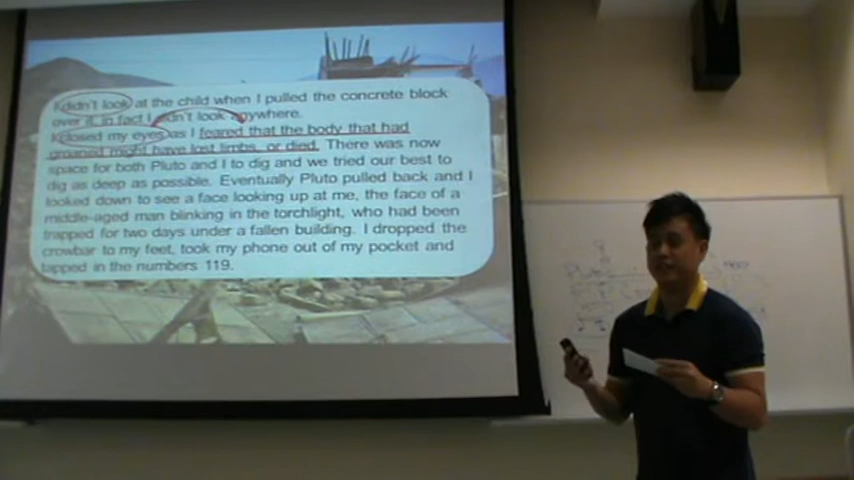 I didn't look at the child when I pulled the concrete block
over it, in fact I didn't look anywhere.
I closed my eyes as I feared that the body that had
groaned might have lost limbs, or died. There was now
space for both Pluto and I to dig and we tried our best to
dig as deep as possible. Eventually Pluto pulled back and I
looked down to see a face looking up at me, the face of a
middle-aged man blinking in the torchlight, who had been
trapped for two days under a fallen building. I dropped the
crowbar to my feet, took my phone out of my pocket and
tapped in the numbers 119.